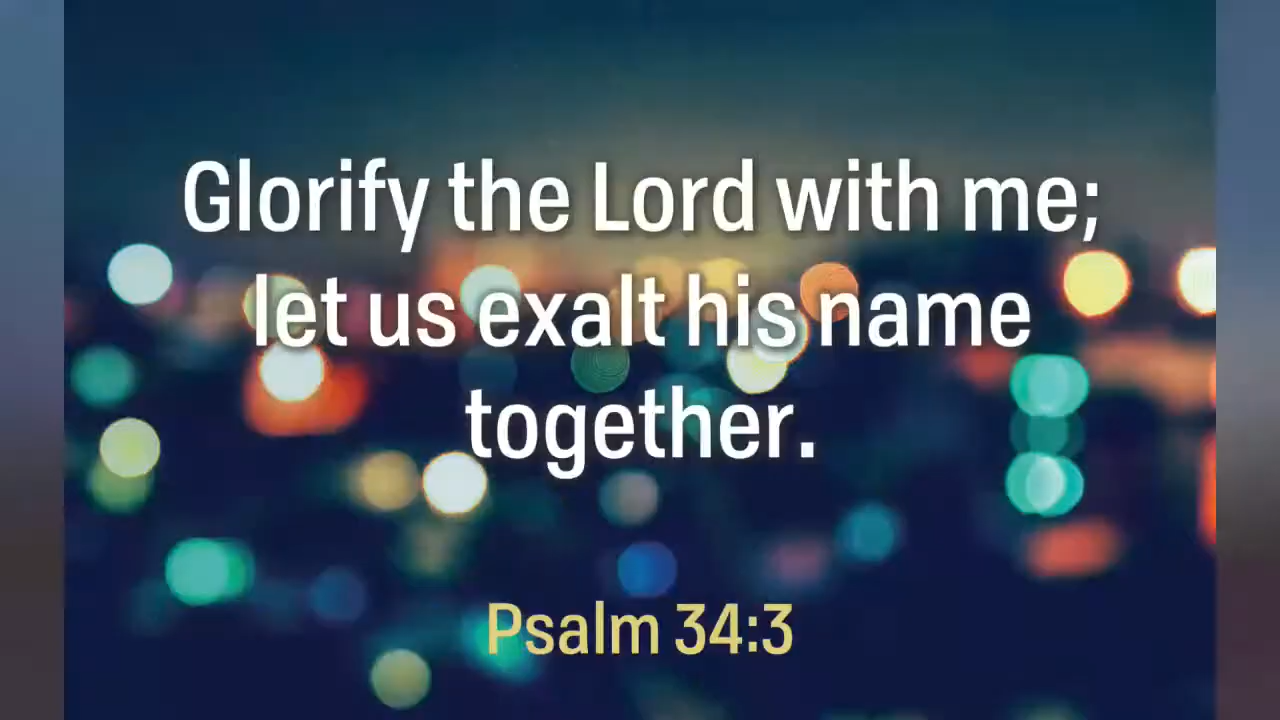 Glorify the Lord with me;
let us exalt his name
together.
Psalm 34:3